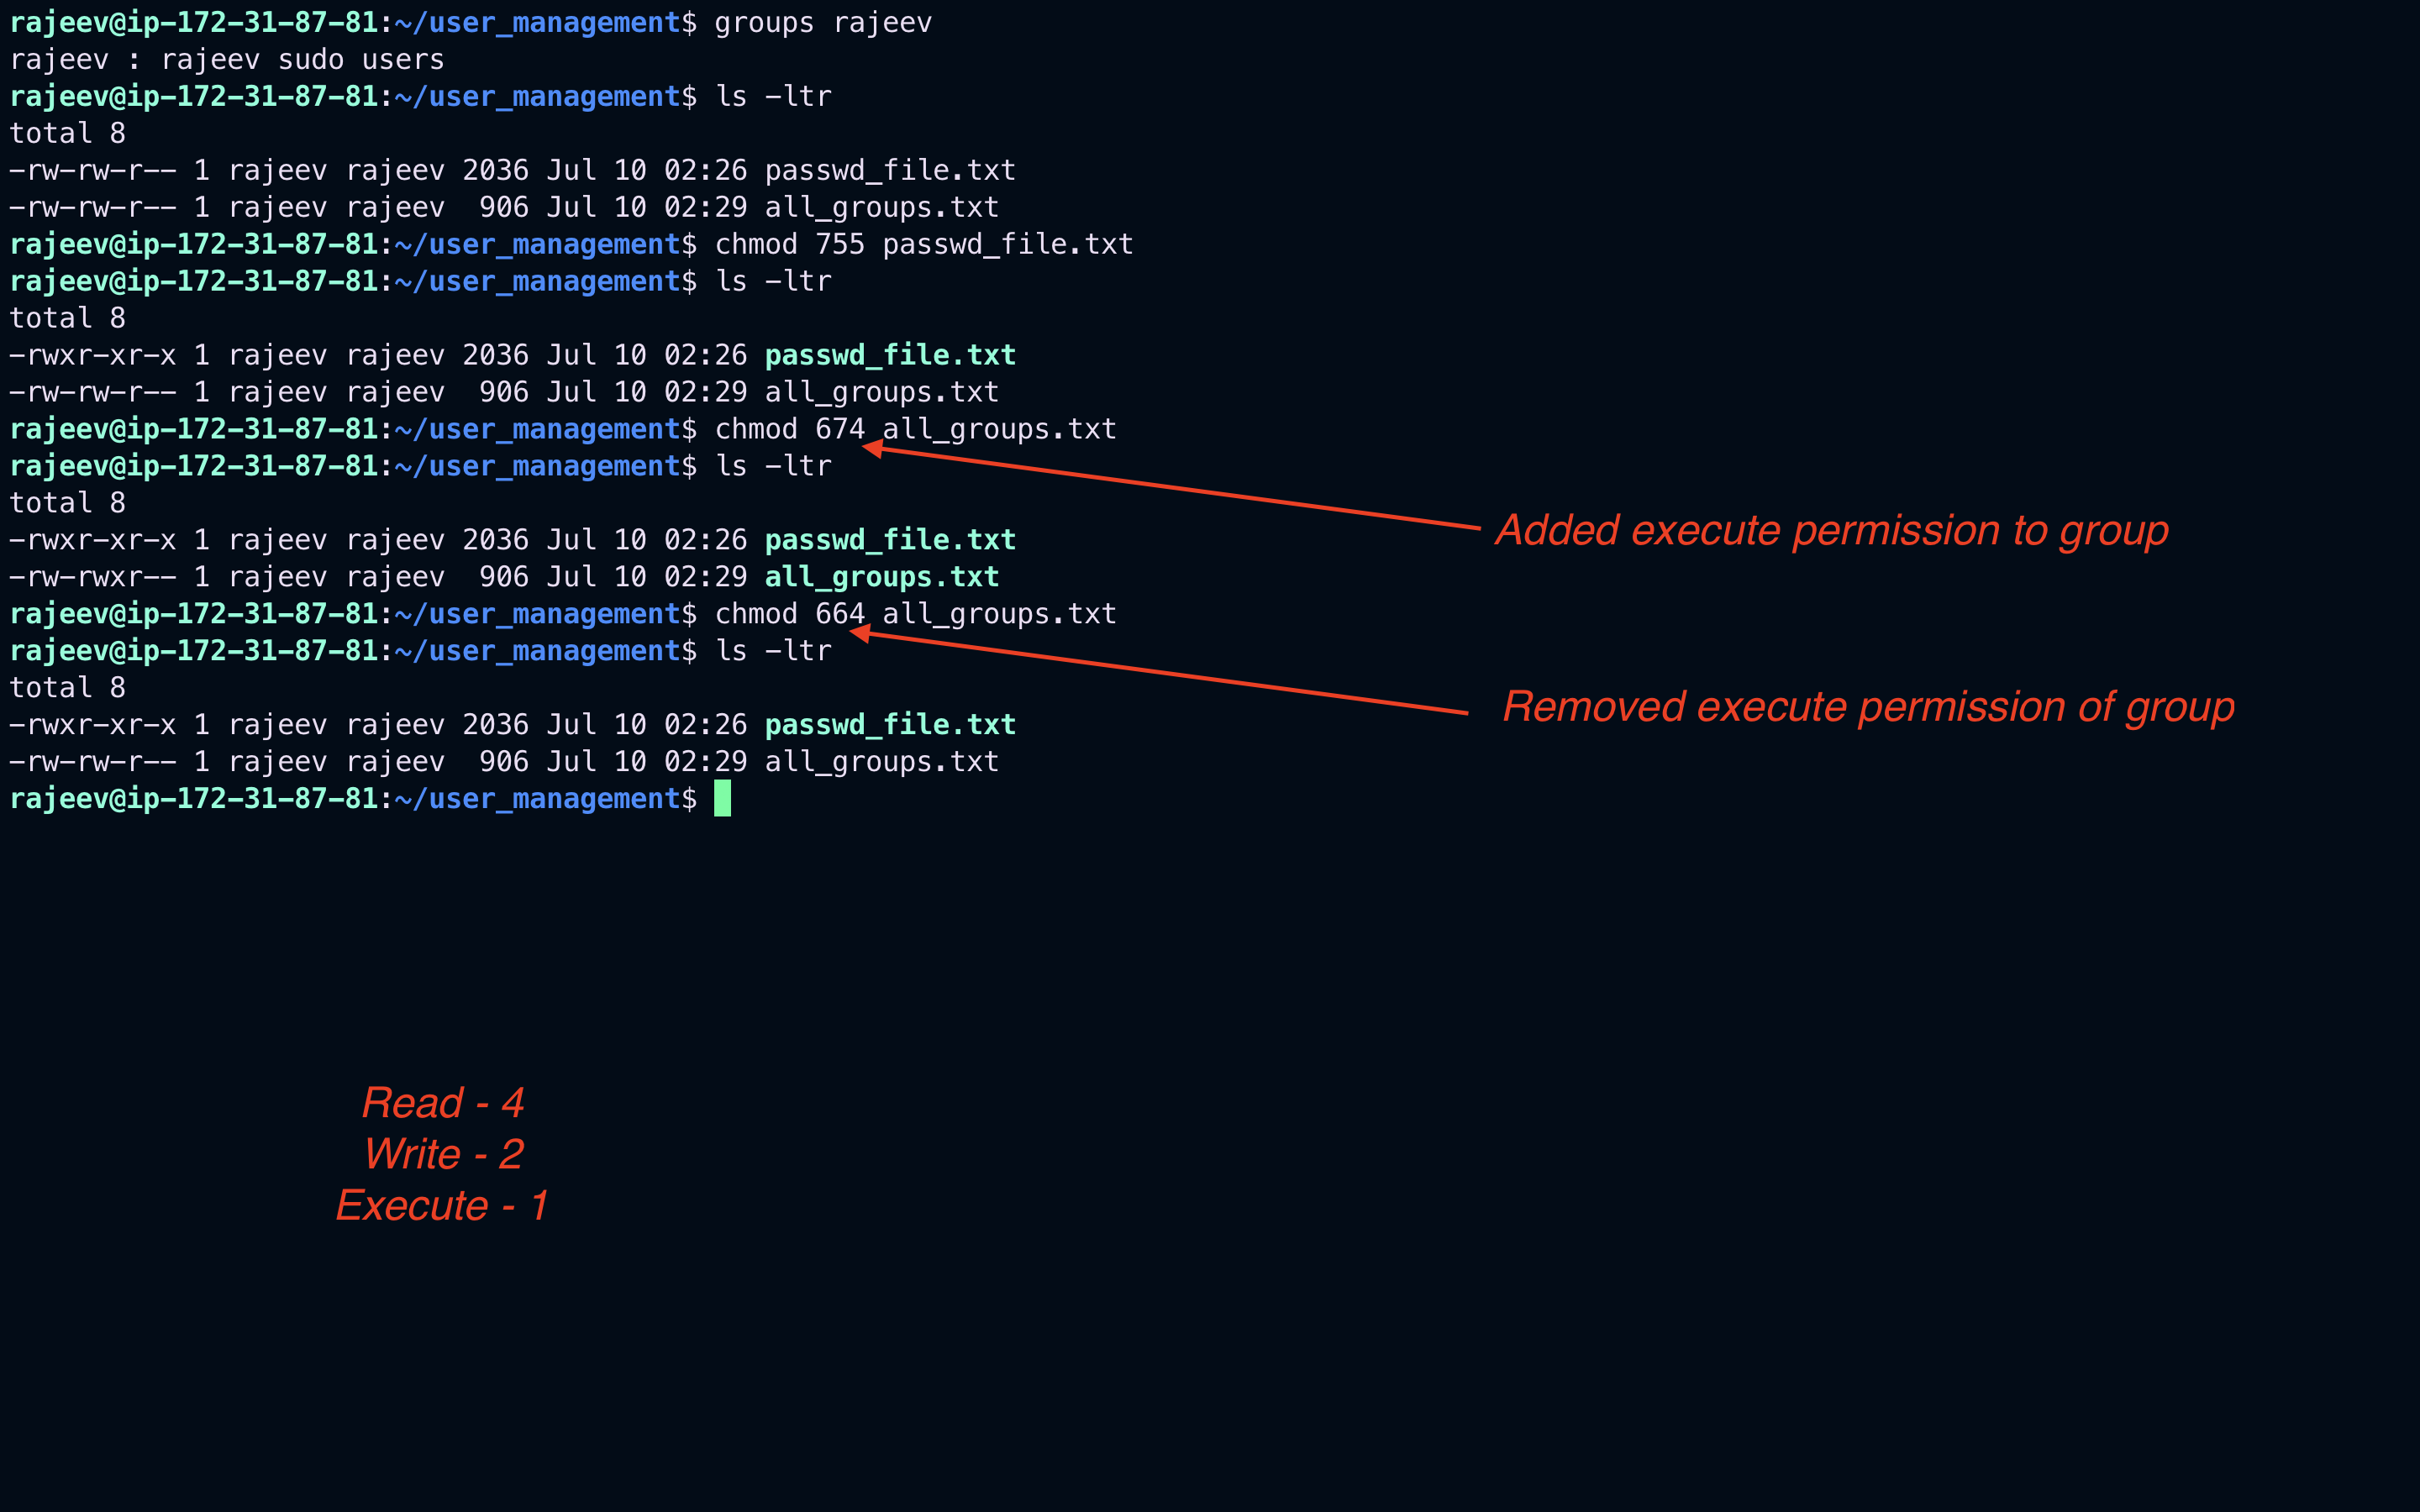 rajeev@ip-172-31-87-81:~/user_management$ groups rajeev
rajeev : rajeev sudo users
rajeev@ip-172-31-87-81:~/user_management$ ls -ltr
total 8
-rw-rw-r-- 1 rajeev rajeev 2036 Jul 10 02:26 passwd_file.txt
-rw-rw-r-- 1 rajeev rajeev  906 Jul 10 02:29 all_groups.txt
rajeev@ip-172-31-87-81:~/user_management$ chmod 755 passwd_file.txt
rajeev@ip-172-31-87-81:~/user_management$ ls -ltr
total 8
-rwxr-xr-x 1 rajeev rajeev 2036 Jul 10 02:26 passwd_file.txt
-rw-rw-r-- 1 rajeev rajeev  906 Jul 10 02:29 all_groups.txt
rajeev@ip-172-31-87-81:~/user_management$ chmod 674 all_groups.txt
rajeev@ip-172-31-87-81:~/user_management$ ls -ltr
total 8
Added execute permission to group
-rwxr-xr-x 1 rajeev rajeev 2036 Jul 10 02:26 passwd_file.txt
-rw-rwxr-- 1 rajeev rajeev  906 Jul 10 02:29 all_groups.txt
rajeev@ip-172-31-87-81:~/user_management$ chmod 664 all_groups.txt
rajeev@ip-172-31-87-81:~/user_management$ ls -ltr
total 8
Removed execute permission of group
-rwxr-xr-x 1 rajeev rajeev 2036 Jul 10 02:26 passwd_file.txt
-rw-rw-r-- 1 rajeev rajeev  906 Jul 10 02:29 all_groups.txt
rajeev@ip-172-31-87-81:~/user_management$
Read - 4
Write - 2
Execute - 1